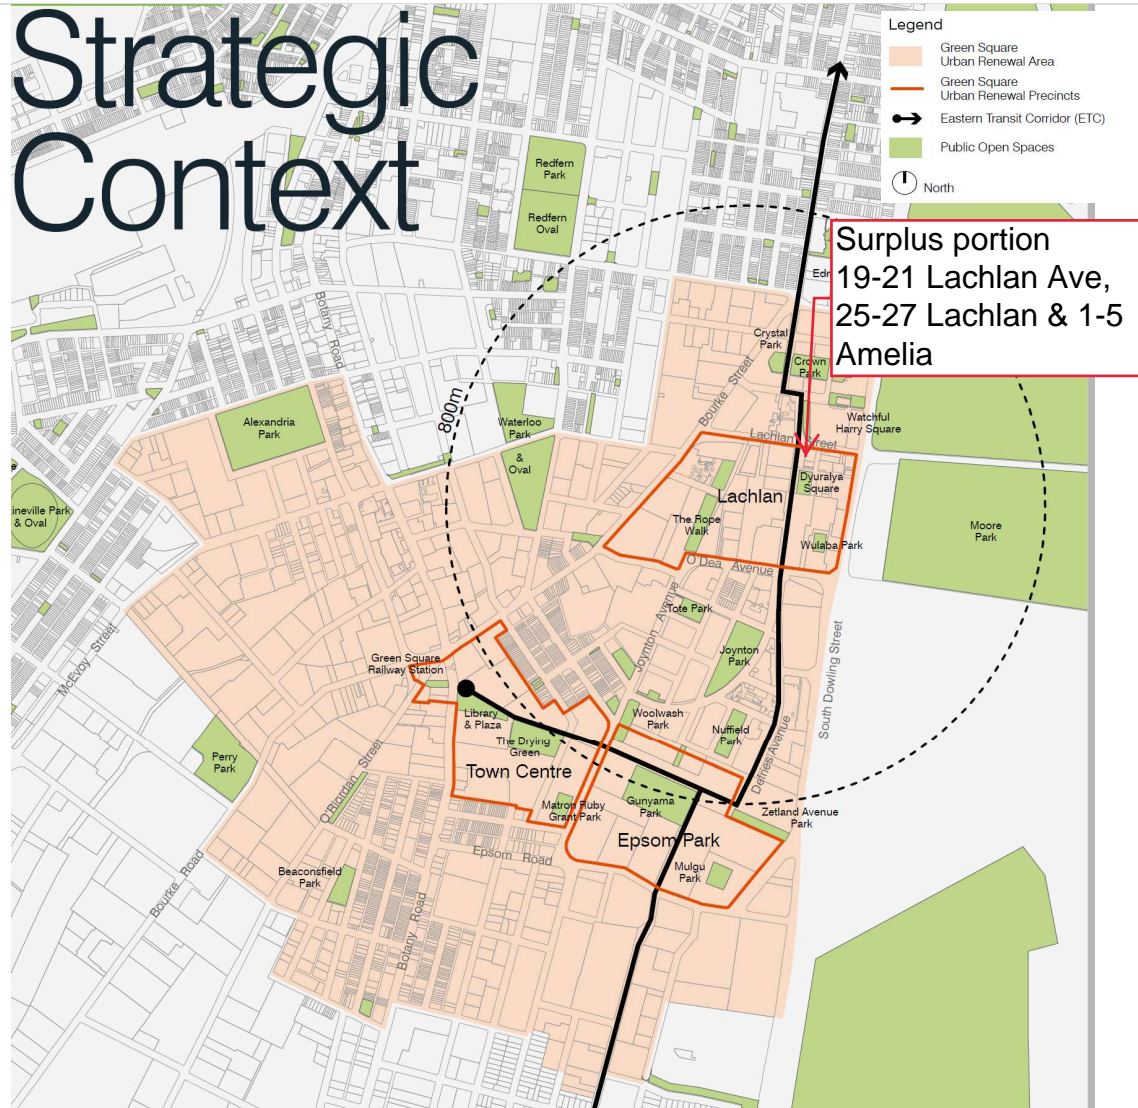 Strategic
Context
Legend
Green Square
Urban Renewal Area
Green Square
Urban Renewal Precincts
Eastern Transit Corridor (ETC)
Public Open Spaces
North
Surplus portion
19-21 Lachlan Ave,
25-27 Lachlan & 1-5
Amelia
Redfern
Park
Redfern
Oval
Botany Road
Crystal
Park
Crown
Park
Bourke Street
800m
Alexandria
Park
Waterloo
Park
&
Oval
Watchful
Harry Square
Lachlan Street
Lachlan
Dyuralya
Square
The Rope
Walk
Wulaba Park
Moore
Park
ineville Park
& Oval
O'Dea Avenue
Tote Park
Joynton Avenue
Joynton
Park
South Dowling Street
McEvoy Street
Green Square
Railway Station
Library
& Plaza
The Drying
Green
Woolwash
Park
Nuffield
Park
Defries Avenue
Perry
Park
Town Centre
O'Riordan Street
Matron Ruby
Grant Park
Gunyama
Park
Zetland Avenue
Park
Epsom Park
Epsom Road
Mulgu
Park
Beaconsfield
Park
Bourke Road
Botany Road